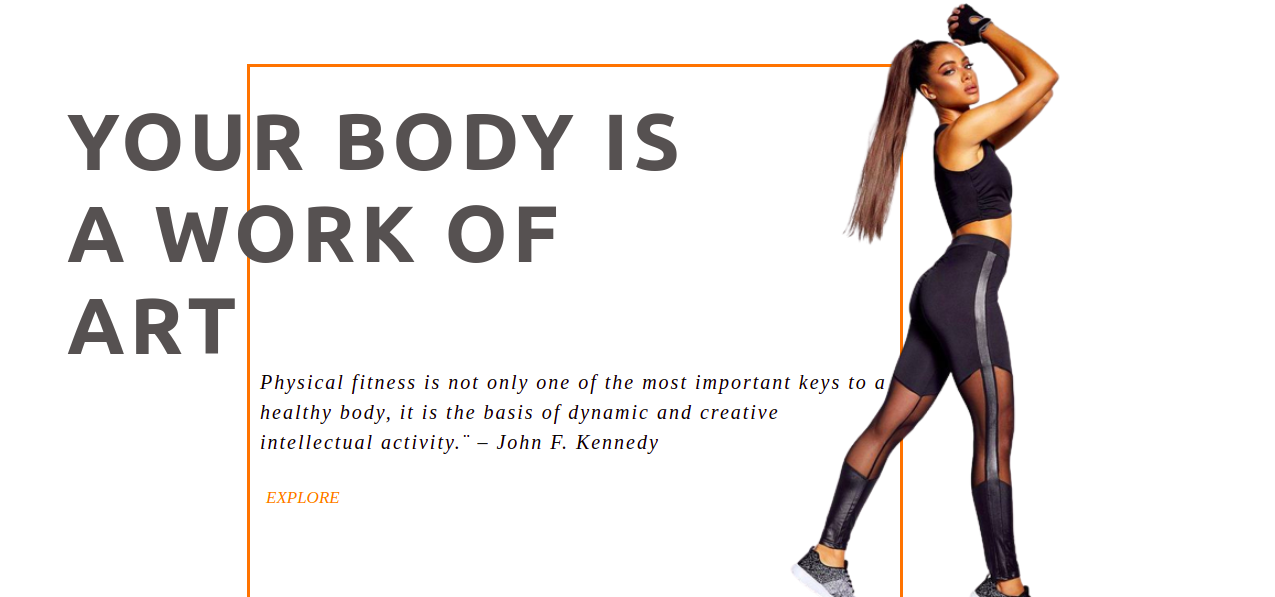 YOUR BODY IS
A WORK OF
ART
Physical fitness is not only one of the most important keys to a
healthy body, it is the basis of dynamic and creative
intellectual activity.¨ – John F. Kennedy
EXPLORE